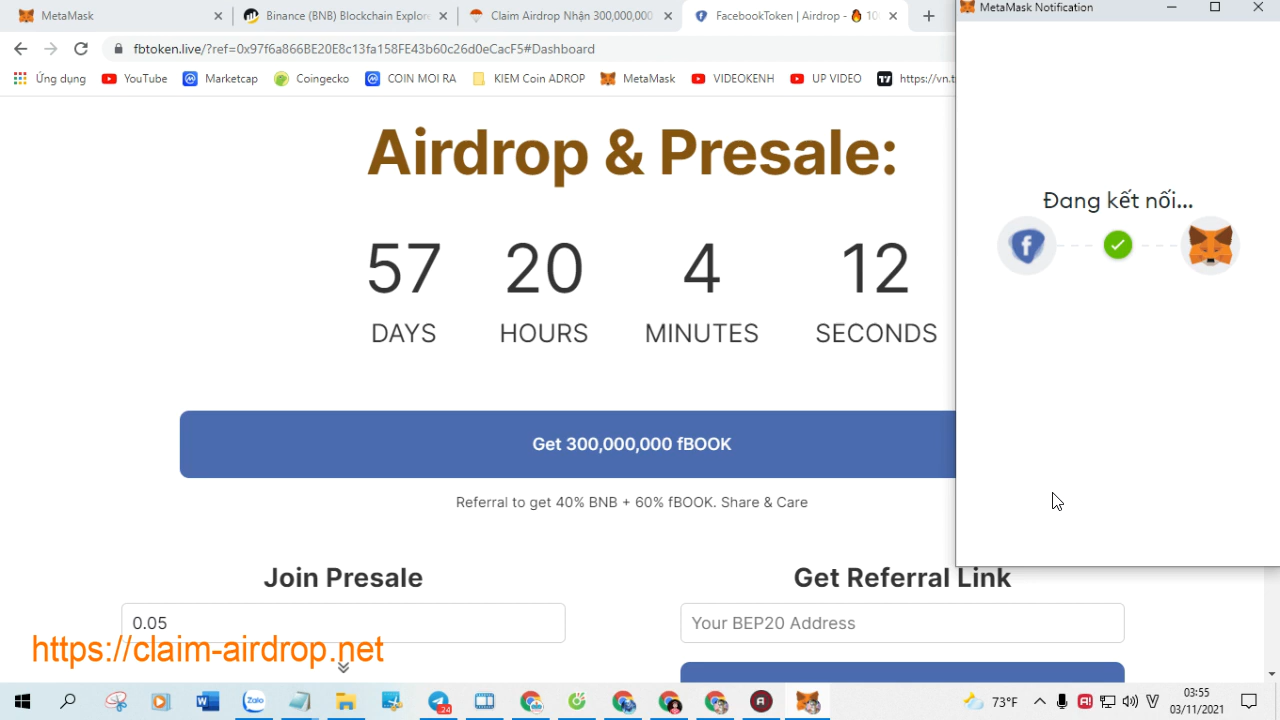 MetaMask
Binance (BNB) Blockchain Explore
Claim Airdrop Nhận 300,000,000
FacebookToken | Airdrop - 🔥 10
MetaMask Notification
fbtoken.live/?ref=0x97f6a866BE20E8c13fa158FE43b60c26d0eCacF5#Dashboard
Ứng dụng
YouTube
Marketcap
Coingecko
COIN MOI RA
KIEM Coin ADROP
MetaMask
VIDEOKENH
UP VIDEO
https://vn.t
Airdrop & Presale:
Đang kết nối...
57 20 4 12
DAYS HOURS MINUTES SECONDS
Get 300,000,000 fBOOK
Referral to get 40% BNB + 60% fBOOK. Share & Care
Join Presale
Get Referral Link
0.05
Your BEP20 Address
https://claim-airdrop.net
Zalo
24
73°F
03:55
03/11/2021